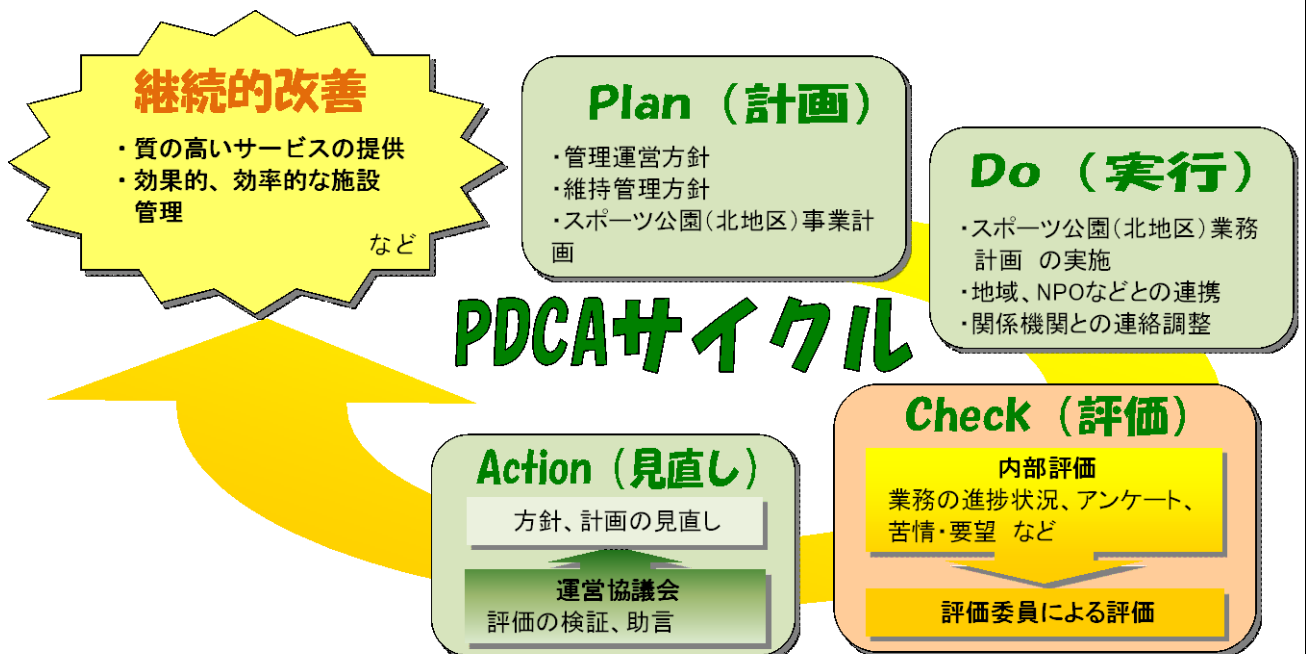 継続的改善
・質の高いサービスの提供
・効果的、効率的な施設
管理
など
Plan（計画）
・管理運営方針
・維持管理方針
・スポーツ公園（北地区）事業計
画
Do（実行）
・スポーツ公園（北地区）業務
計画 の実施
・地域、NPOなどとの連携
・関係機関との連絡調整
PDCAサイクル
Check（評価）
内部評価
業務の進捗状況、アンケート、
苦情・要望 など
評価委員による評価
Action（見直し）
方針、計画の見直し
運営協議会
評価の検証、助言